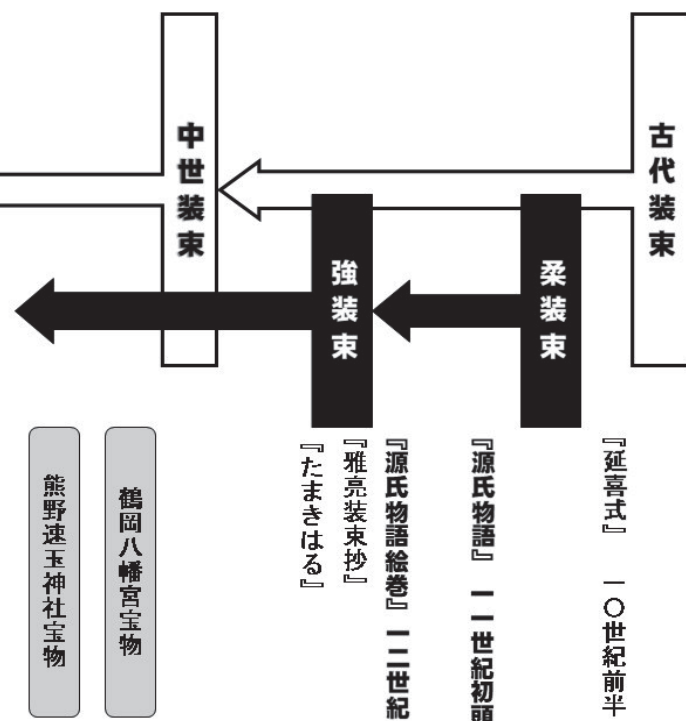 古代装束
柔装束
強装束
中世装束
『延喜式』 一〇世紀前半
『源氏物語』 一一世紀初頭
『源氏物語絵巻』 一二世紀
『雅亮装束抄』
『たまきはる』
鶴岡八幡宮宝物
熊野速玉神社宝物